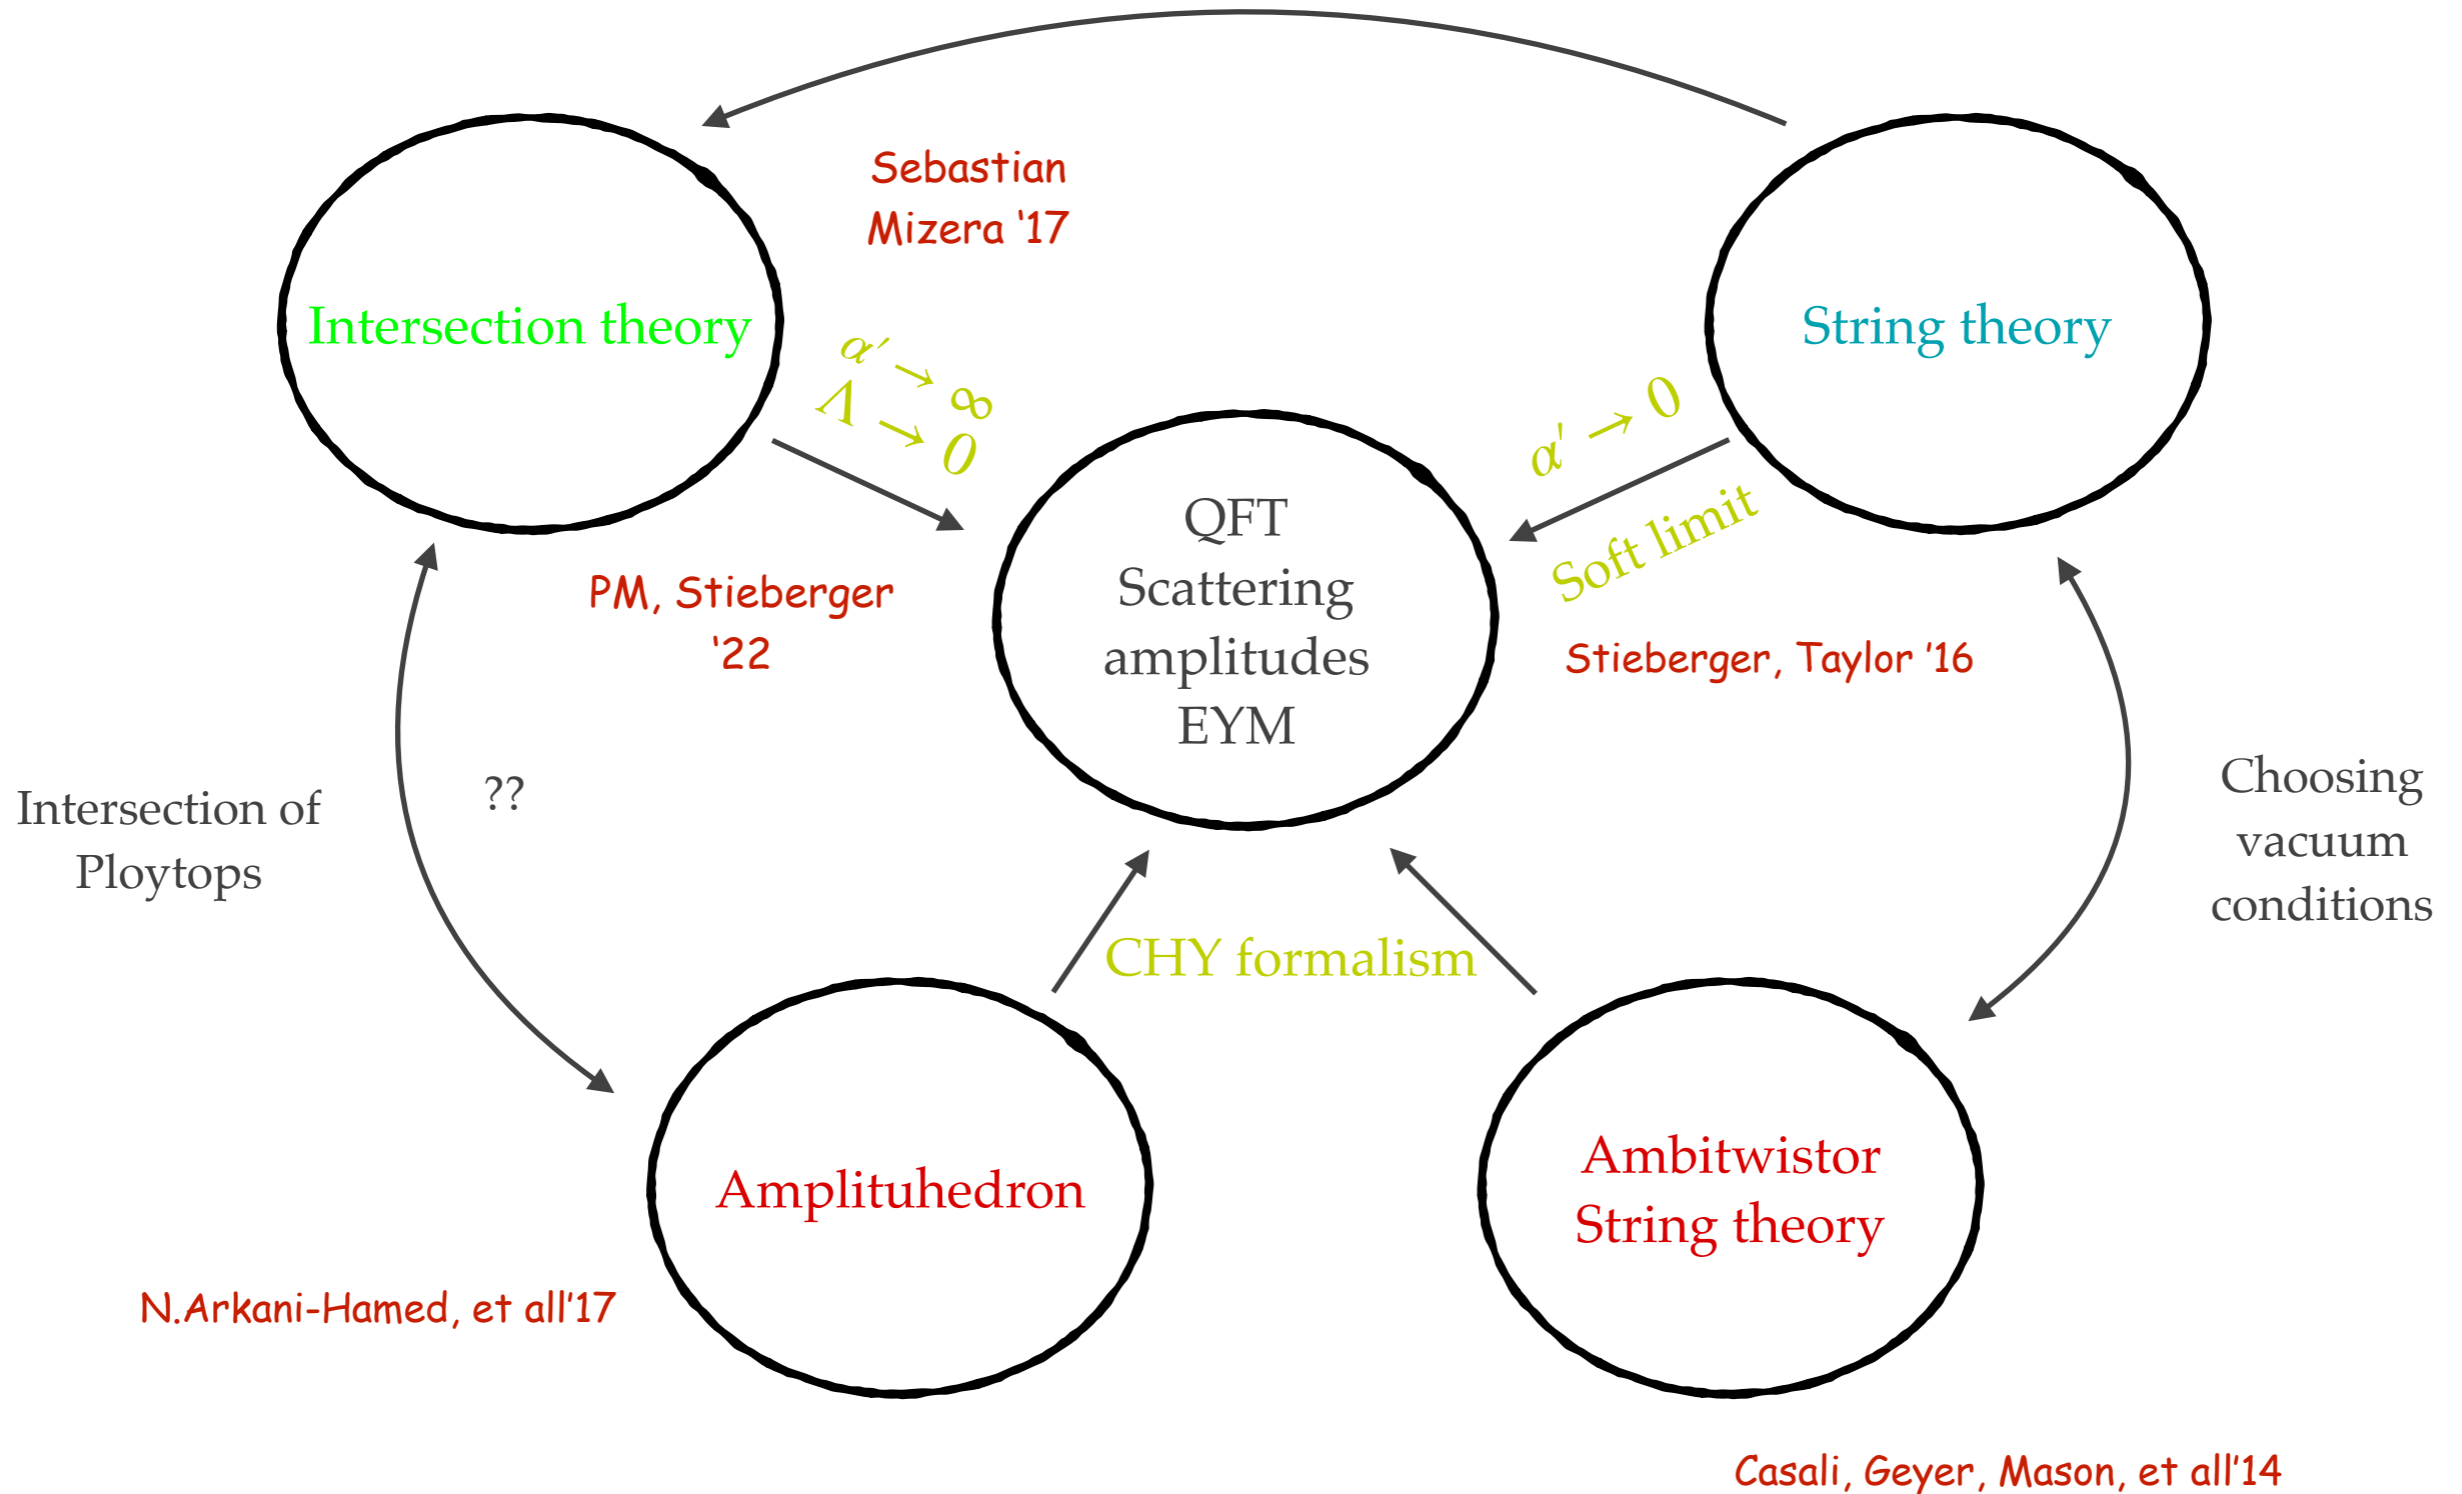 Sebastian
Mizera '17
Intersection theory
String theory
α′ → ∞
Λ → 0
α′ → 0
Soft limit
QFT
Scattering
amplitudes
EYM
PM, Stieberger
'22
Stieberger, Taylor '16
Intersection of
Ploytops
??
Choosing
vacuum
conditions
CHY formalism
Amplituhedron
Ambitwistor
String theory
N.Arkani-Hamed, et all'17
Casali, Geyer, Mason, et all'14